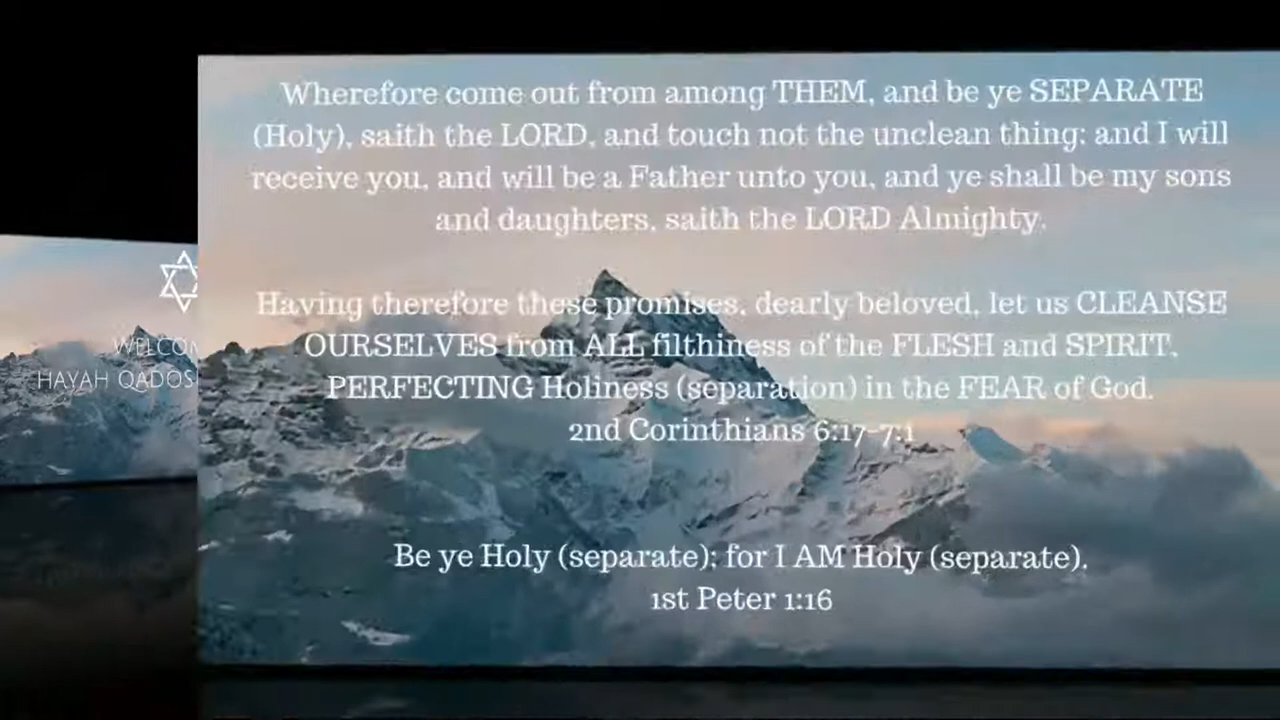 Wherefore come out from among THEM, and be ye SEPARATE
(Holy), saith the LORD, and touch not the unclean thing; and I will
receive you, and will be a Father unto you, and ye shall be my sons
and daughters, saith the LORD Almighty.
Having therefore these promises, dearly beloved, let us CLEANSE
OURSELVES from ALL filthiness of the FLESH and SPIRIT,
PERFECTING Holiness (separation) in the FEAR of God.
2nd Corinthians 6:17-7:1
Be ye Holy (separate); for I AM Holy (separate).
1st Peter 1:16
HAYAH